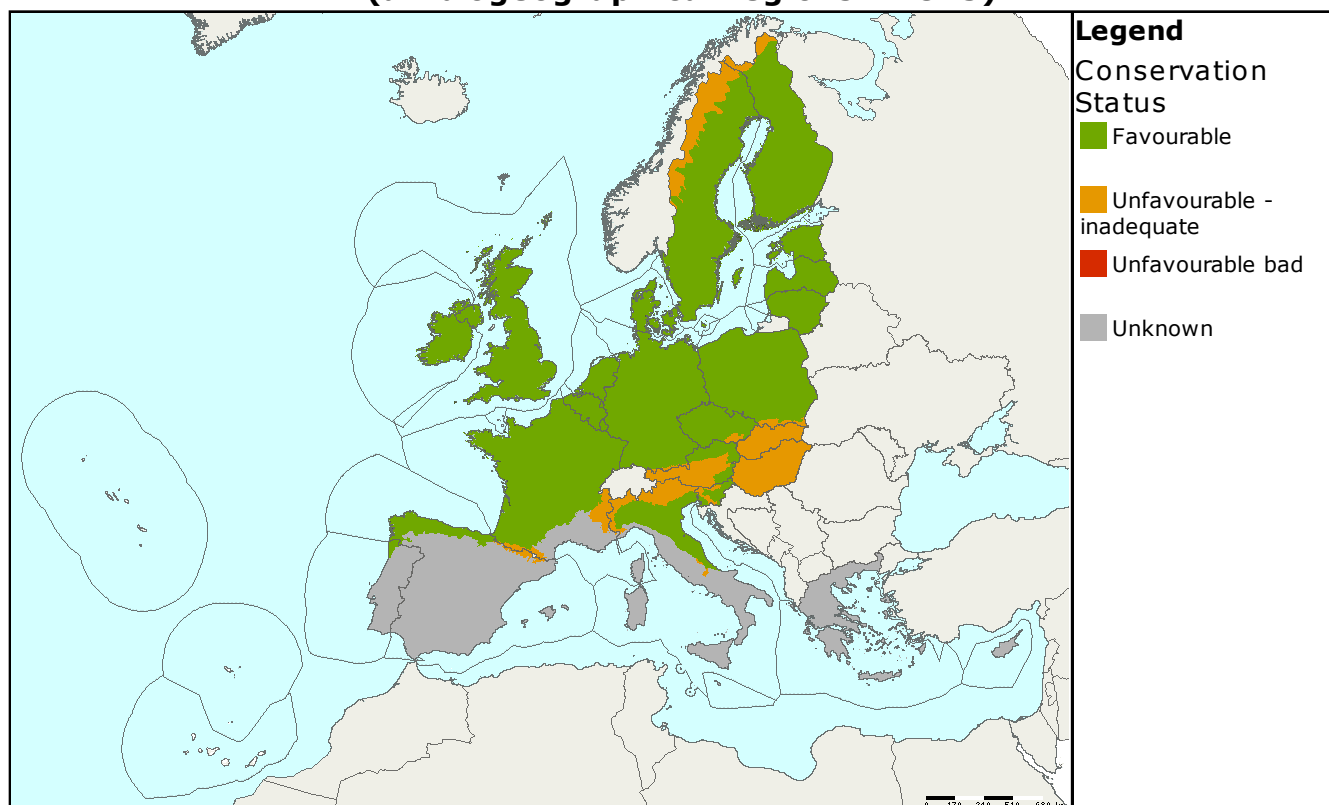 Legend
Conservation
Status
Favourable
Unfavourable -
inadequate
Unfavourable bad
Unknown